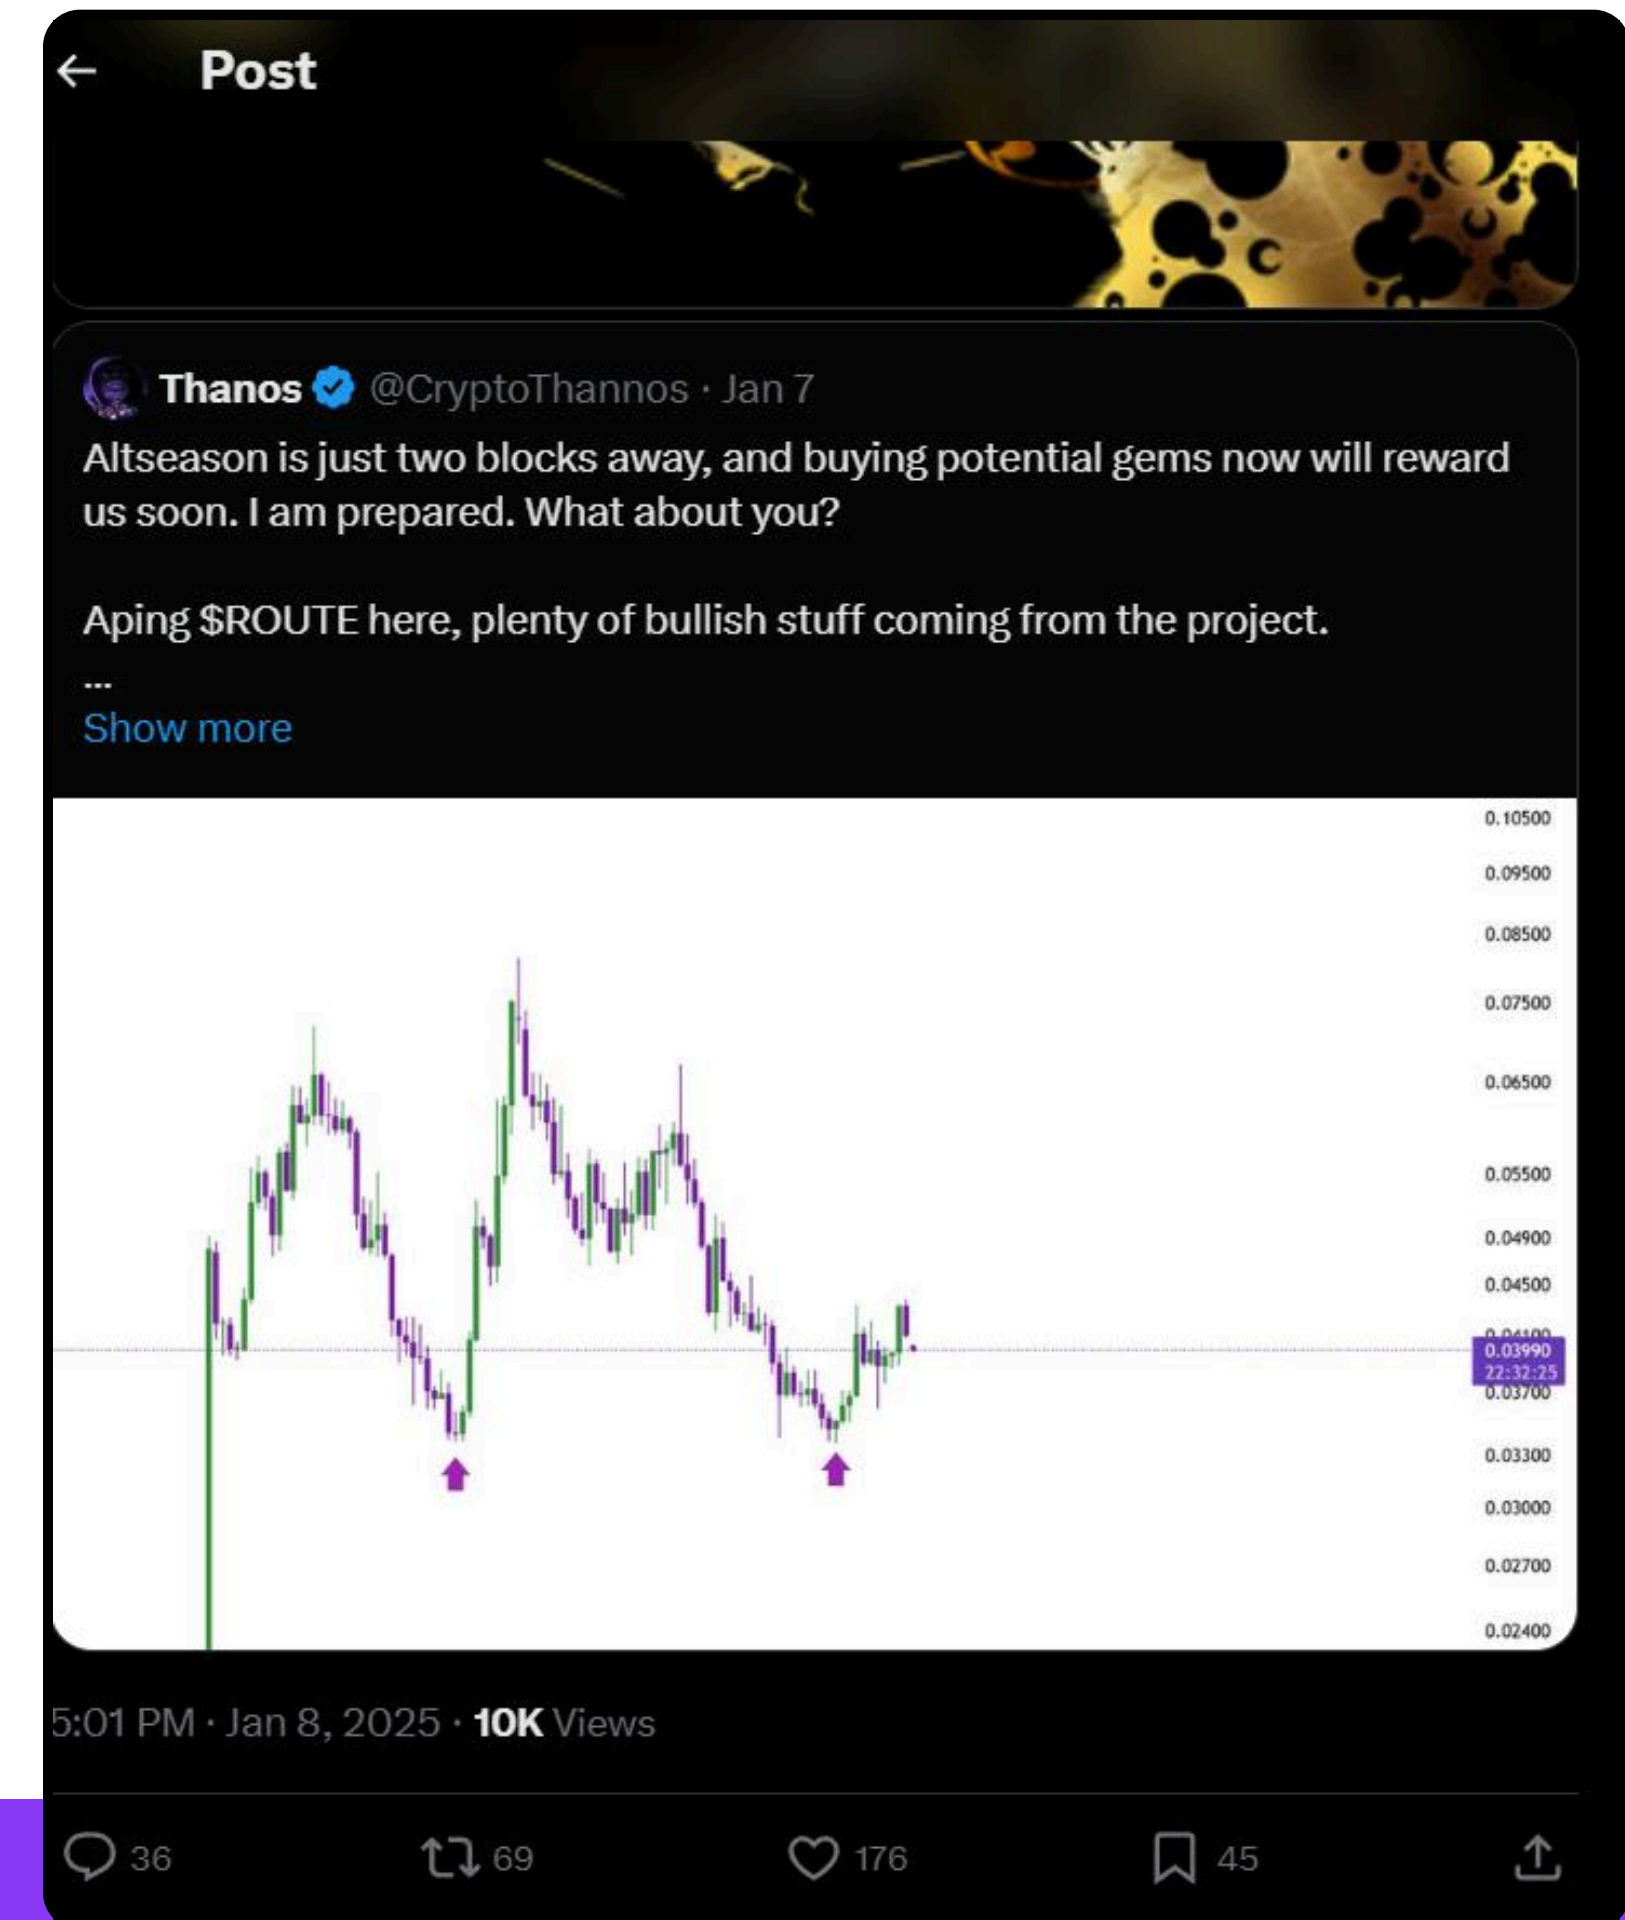 Post
Thanos @CryptoThannos · Jan 7
Altseason is just two blocks away, and buying potential gems now will reward
us soon. I am prepared. What about you?
Aping $ROUTE here, plenty of bullish stuff coming from the project.
...
Show more
0.10500
0.09500
0.08500
0.07500
0.06500
0.05500
0.04900
0.04500
0.04100
0.03990
22:32:25
0.03700
0.03300
0.03000
0.02700
0.02400
5:01 PM · Jan 8, 2025 · 10K Views
36 69 176 45